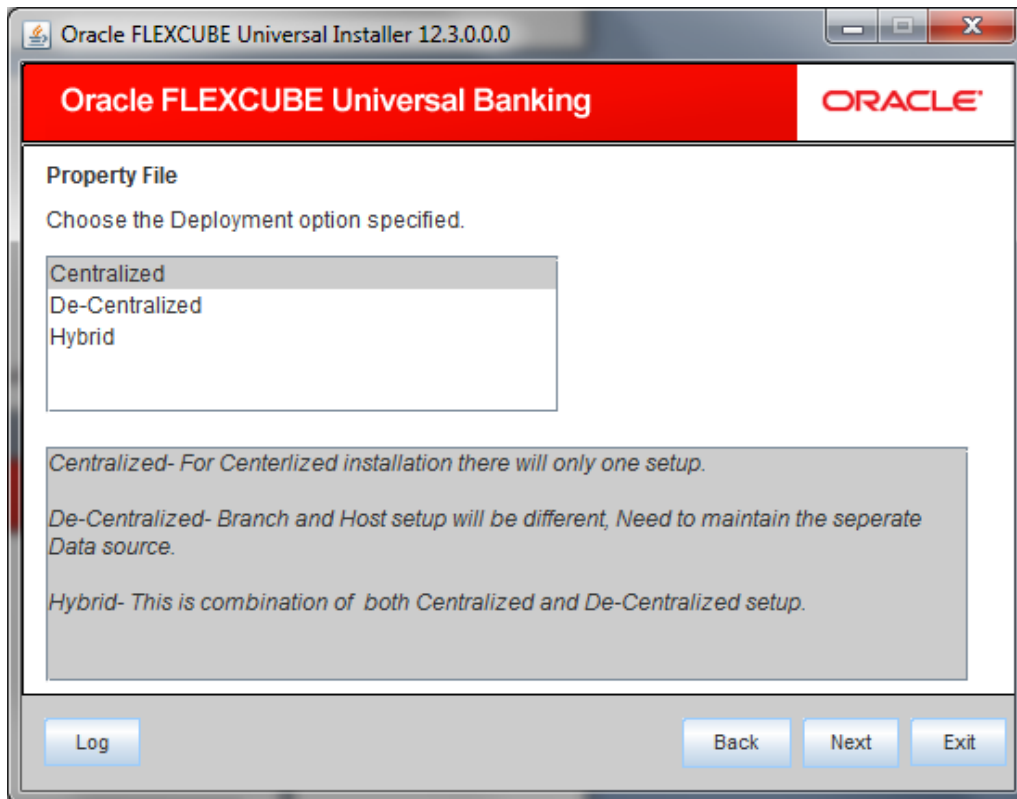 Oracle FLEXCUBE Universal Installer 12.3.0.0.0
Oracle FLEXCUBE Universal Banking
ORACLE
Property File
Choose the Deployment option specified.
Centralized
De-Centralized
Hybrid
Centralized- For Centerlized installation there will only one setup.
De-Centralized- Branch and Host setup will be different, Need to maintain the seperate
Data source.
Hybrid- This is combination of both Centralized and De-Centralized setup.
Log
Back
Next
Exit